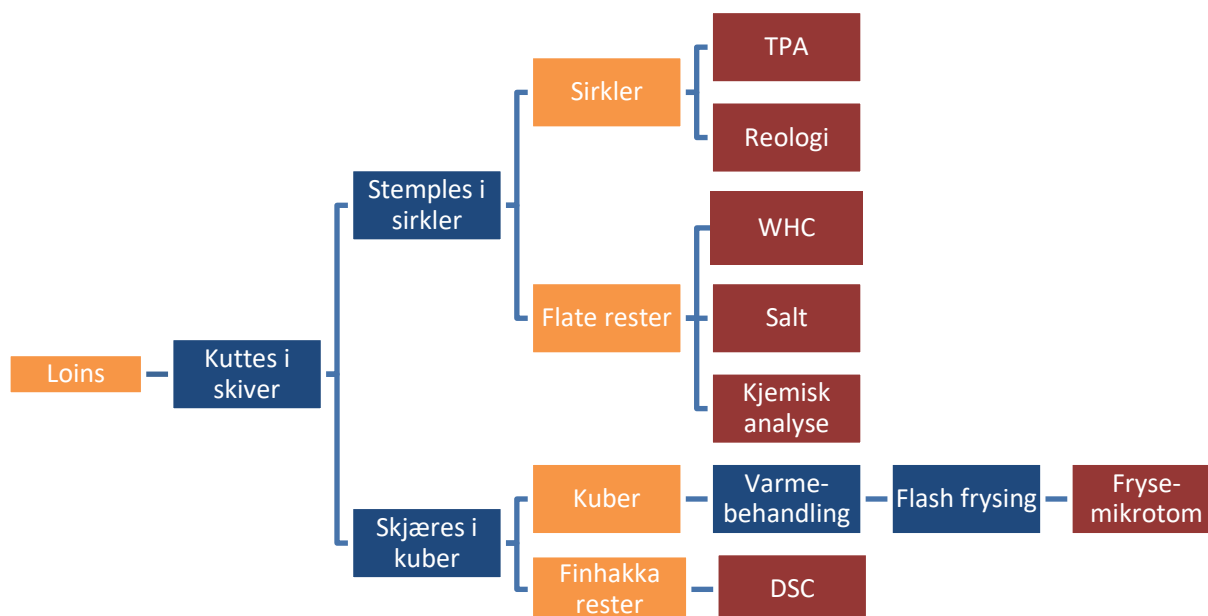 TPA
Sirkler
Reologi
Stemples i
sirkler
WHC
Flate rester
Salt
Loins
Kuttes i
skiver
Kjemisk
analyse
Kuber
Varme-
behandling
Flash frysing
Fryse-
mikrotom
Skjæres i
kuber
Finhakka
rester
DSC